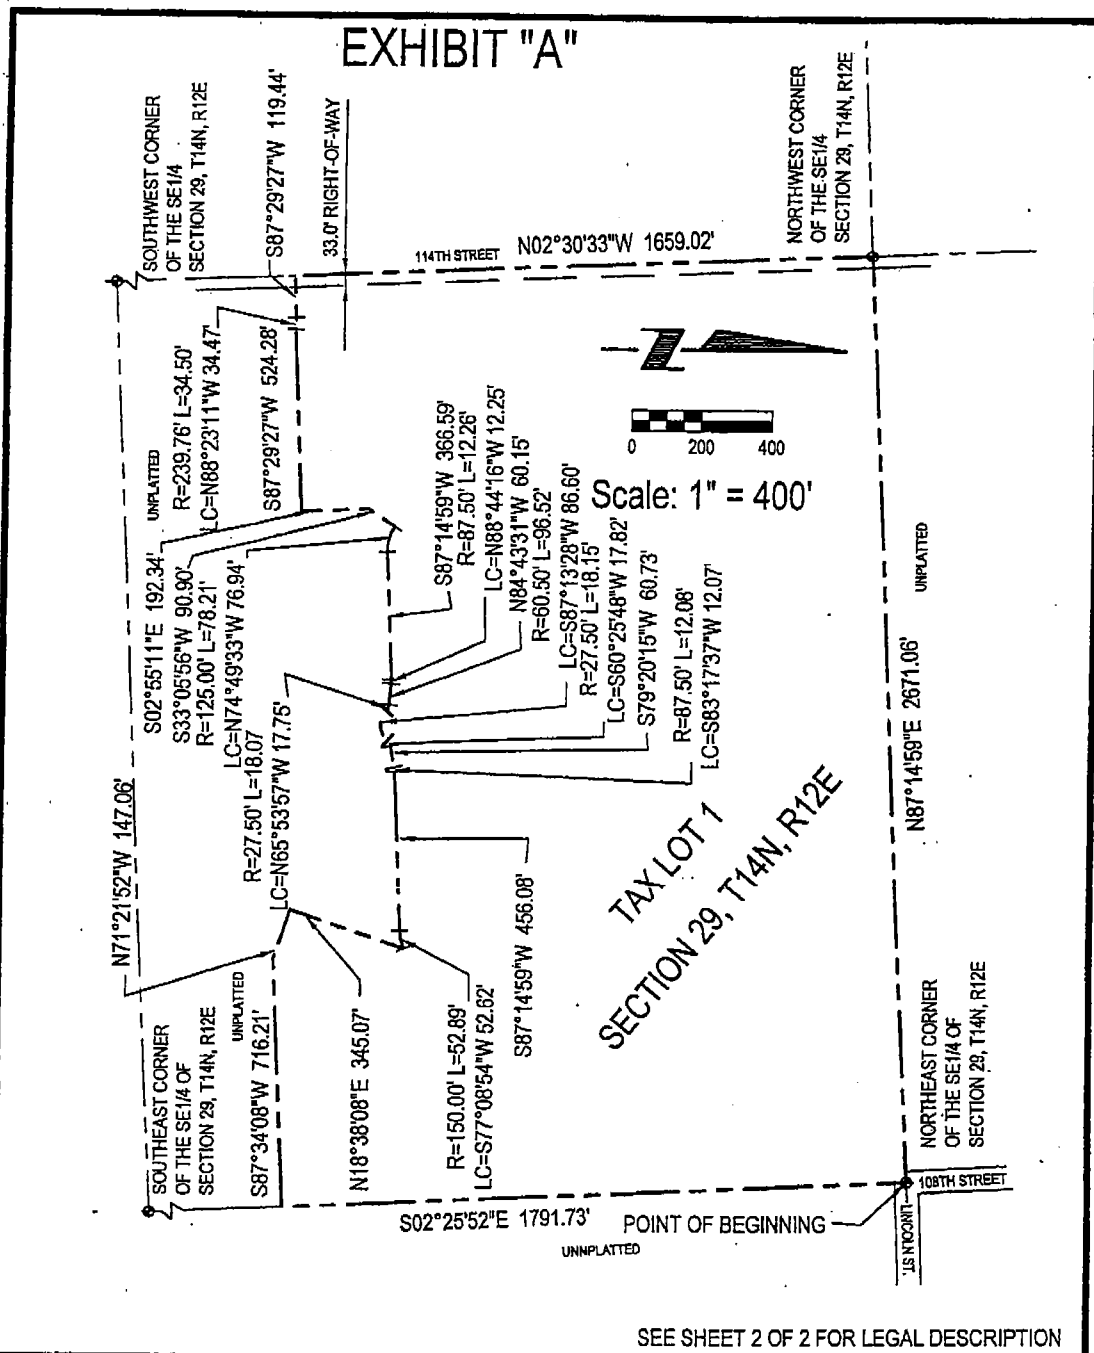 EXHIBIT "A"
SOUTHWEST CORNER
OF THE SE1/4
SECTION 29, T14N, R12E
S87°29'27"W 119.44'
33.0' RIGHT-OF-WAY
114TH STREET
N02°30'33"W 1659.02'
NORTHWEST CORNER
OF THE SE1/4
SECTION 29, T14N, R12E
UNPLATTED
R=239.76' L=34.50'
LC=N88°23'11"W 34.47'
S87°29'27"W 524.28'
0 200 400
Scale: 1" = 400'
S02°55'11"E 192.34'
S33°05'56"W 90.90'
R=125.00' L=78.21'
LC=N74°49'33"W 76.94'
R=27.50' L=18.07
LC=N65°53'57"W 17.75'
S87°14'59"W 366.59'
R=87.50' L=12.26'
LC=N88°44'16"W 12.25'
N84°43'31"W 60.15'
R=60.50' L=96.52'
LC=S87°13'28"W 86.60'
R=27.50' L=18.15'
LC=S60°25'48"W 17.82'
S79°20'15"W 60.73'
R=87.50' L=12.08'
LC=S83°17'37"W 12.07'
UNPLATTED
N87°14'59"E 2671.06'
N71°21'52"W 147.06'
TAX LOT 1
SECTION 29, T14N, R12E
SOUTHEAST CORNER
OF THE SE1/4 OF
SECTION 29, T14N, R12E
UNPLATTED
S87°34'08"W 716.21'
N18°38'08"E 345.07'
R=150.00' L=52.89'
LC=S77°08'54"W 52.62'
S87°14'59"W 456.08'
NORTHEAST CORNER
OF THE SE1/4 OF
SECTION 29, T14N, R12E
108TH STREET
LINCOLN ST.
S02°25'52"E 1791.73'
POINT OF BEGINNING
UNNPLATTED
SEE SHEET 2 OF 2 FOR LEGAL DESCRIPTION